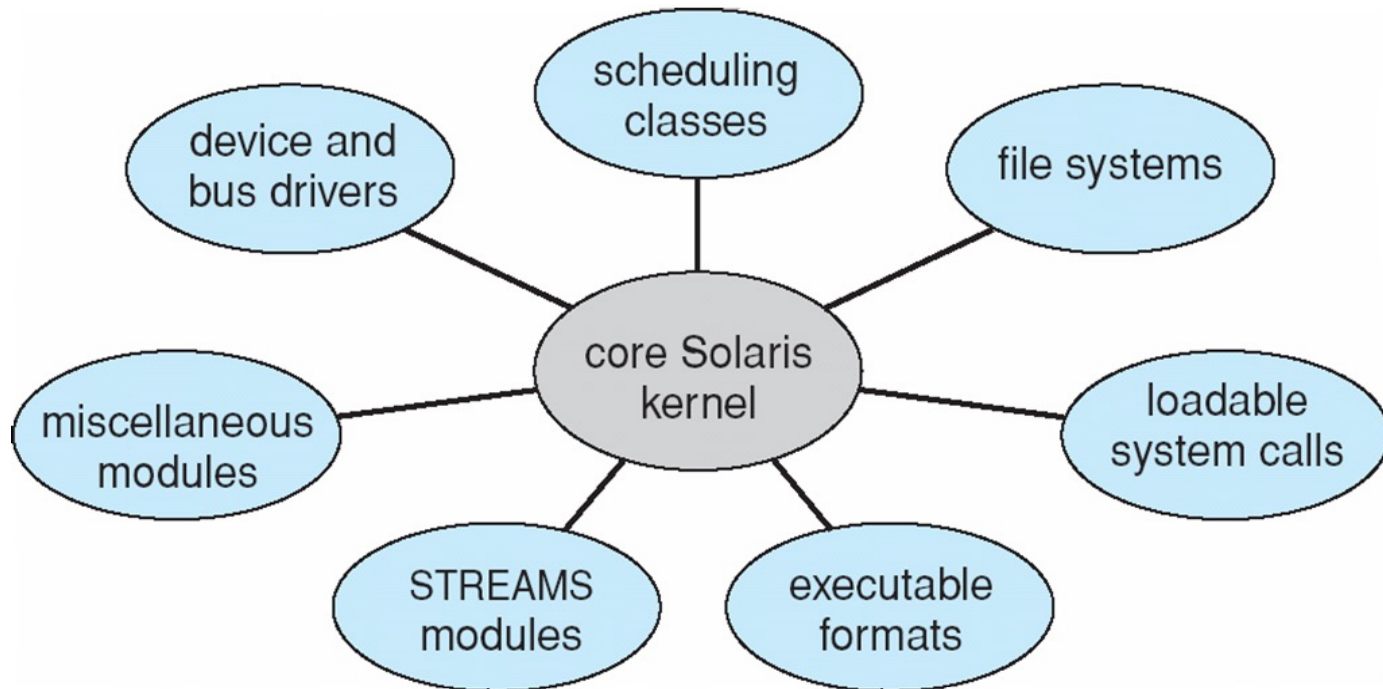 scheduling
classes
device and
bus drivers
file systems
core Solaris
kernel
miscellaneous
modules
loadable
system calls
STREAMS
modules
executable
formats